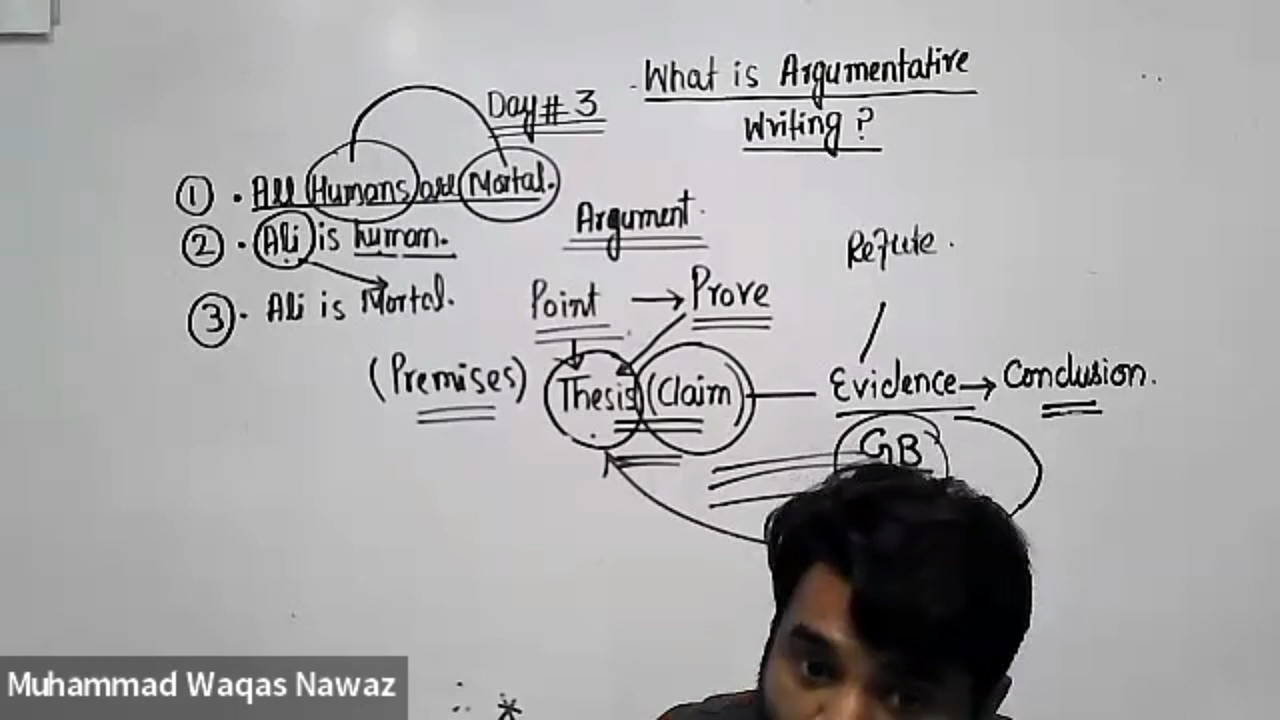 Day # 3
What is Argumentative
Writing ?
① · All Humans are Mortal.
② · Ali is human.
③ · Ali is Mortal.
Argument.
Refute.
Point → Prove
(Premises) Thesis (Claim) — Evidence → Conclusion.
GB
Muhammad Waqas Nawaz